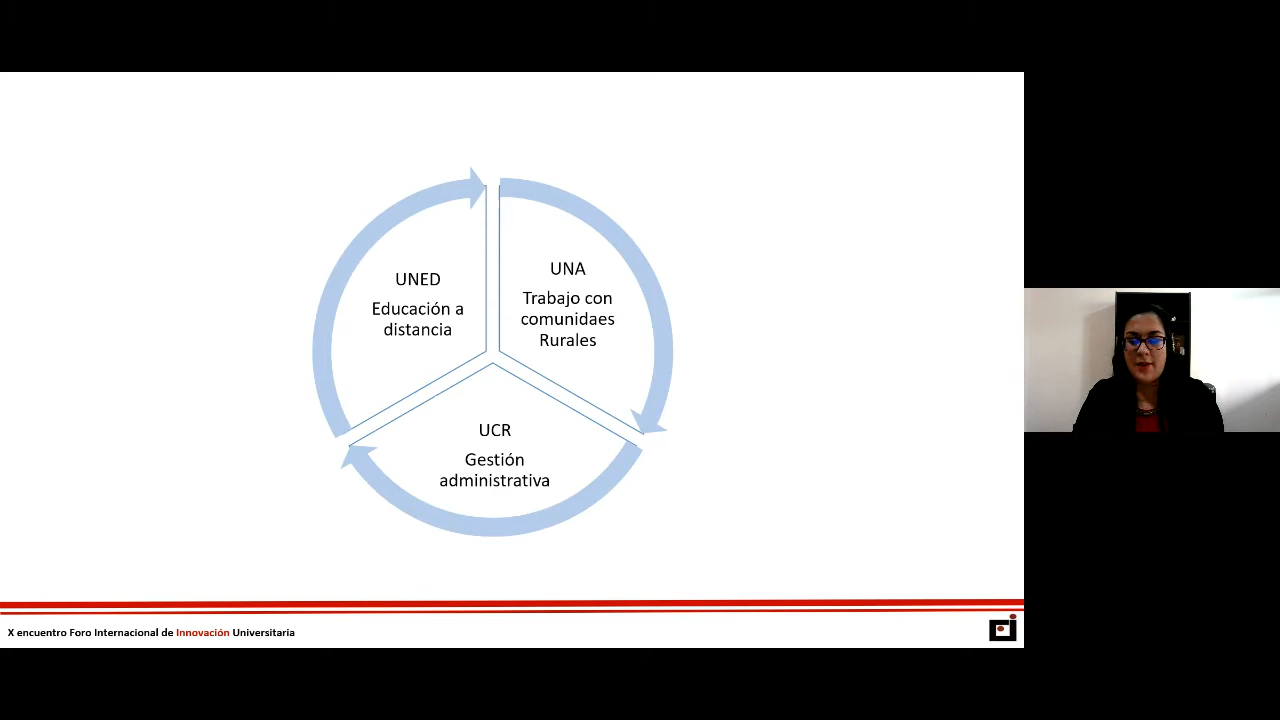 UNED
Educación a
distancia
UNA
Trabajo con
comunidaes
Rurales
UCR
Gestión
administrativa
X encuentro Foro Internacional de Innovación Universitaria